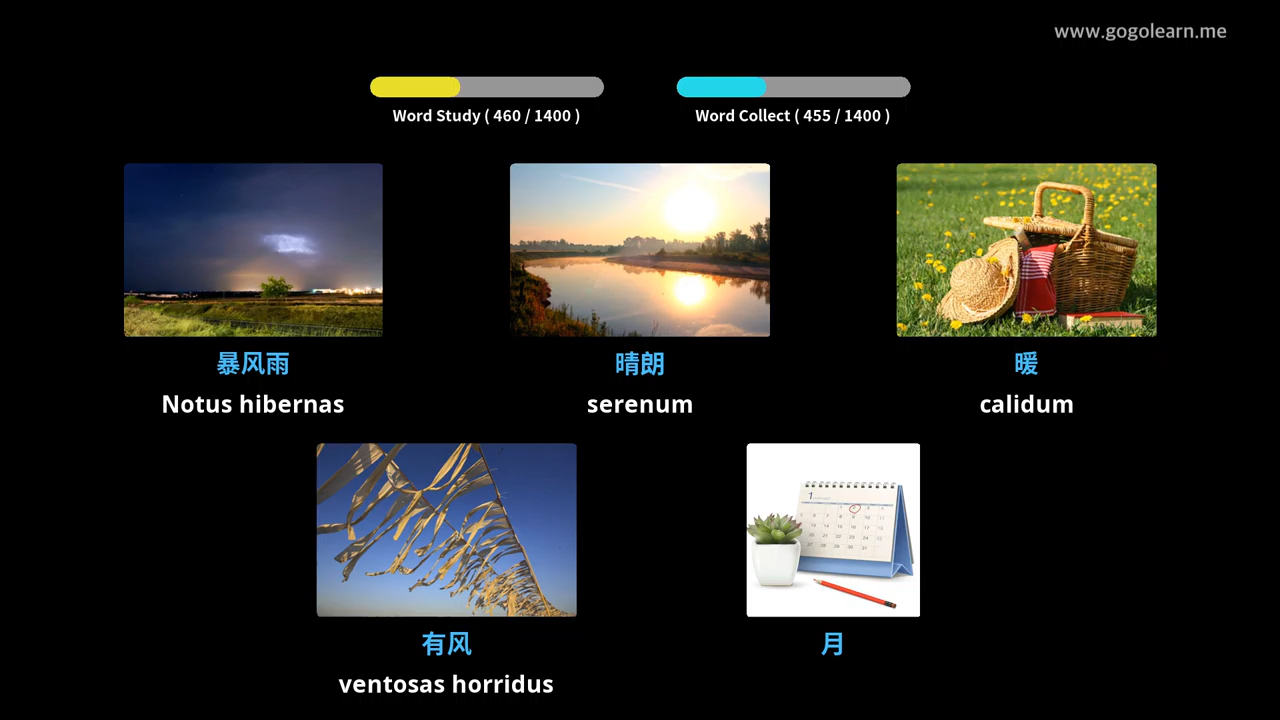 www.gogolearn.me
Word Study ( 460 / 1400 )
Word Collect ( 455 / 1400 )
暴风雨
Notus hibernas
晴朗
serenum
暖
calidum
有风
ventosas horridus
月